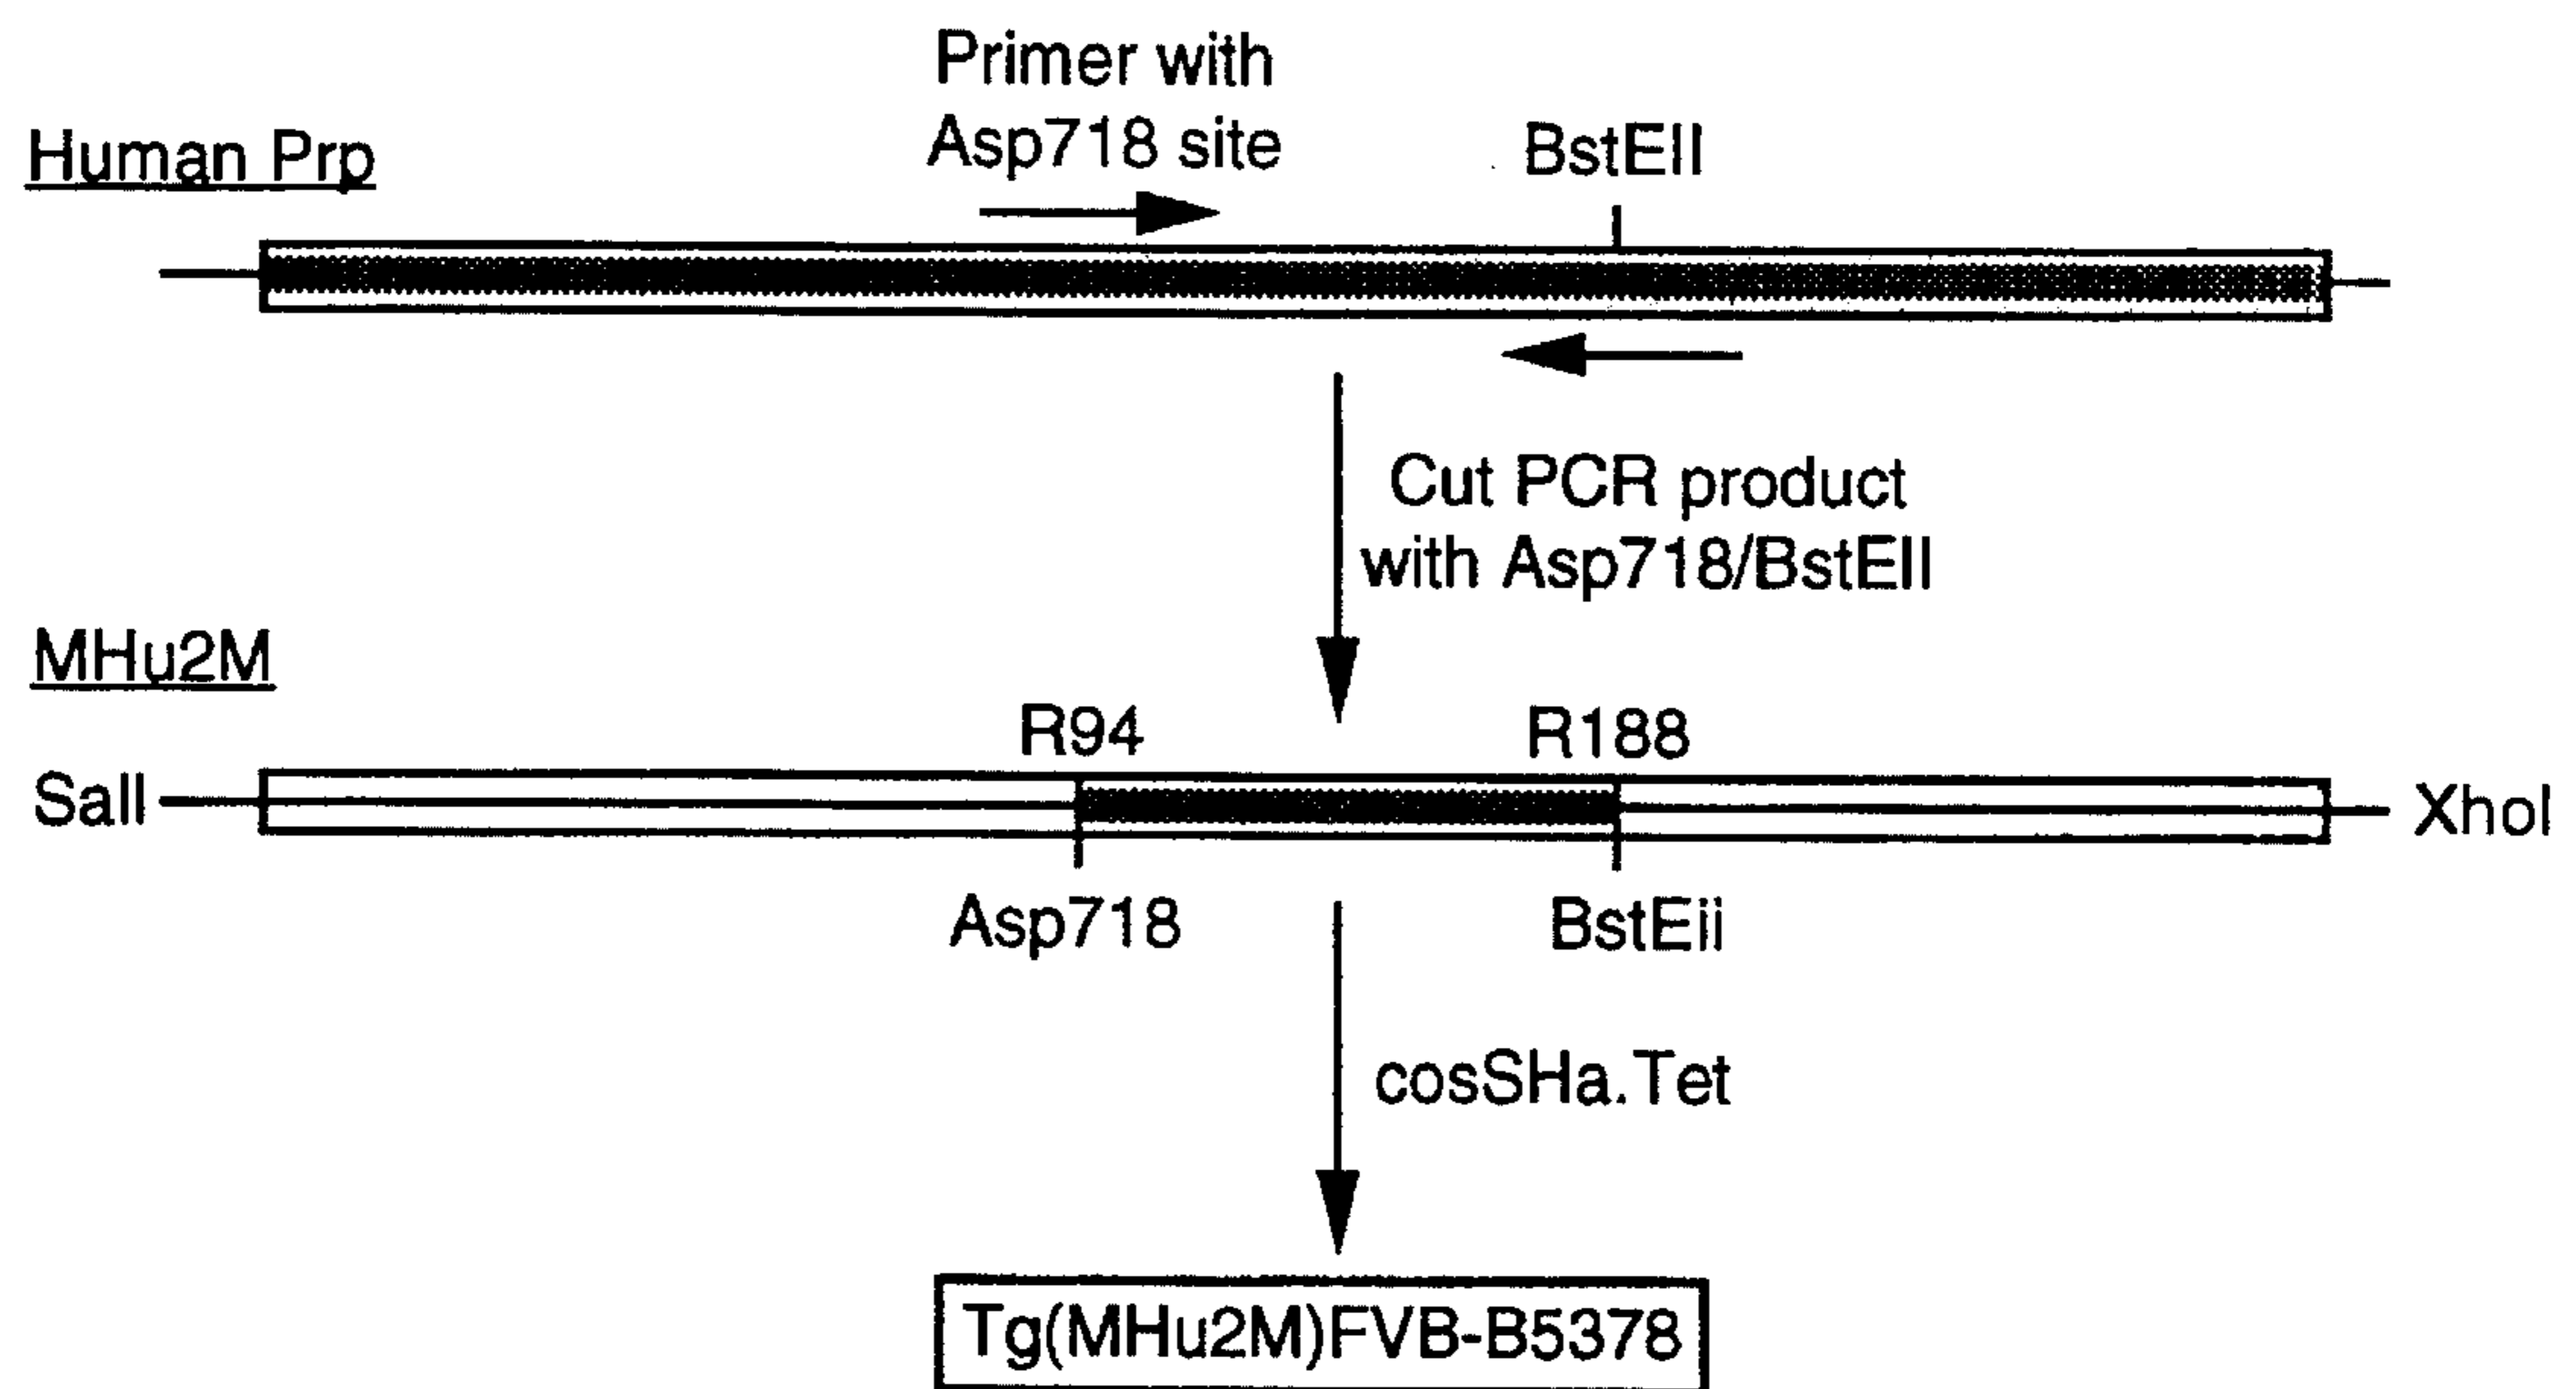 Primer with
Asp718 site
Human Prp
BstEII
Cut PCR product
with Asp718/BstEII
MHu2M
R94
R188
SalI
XhoI
Asp718
BstEii
cosSHa.Tet
Tg(MHu2M)FVB-B5378